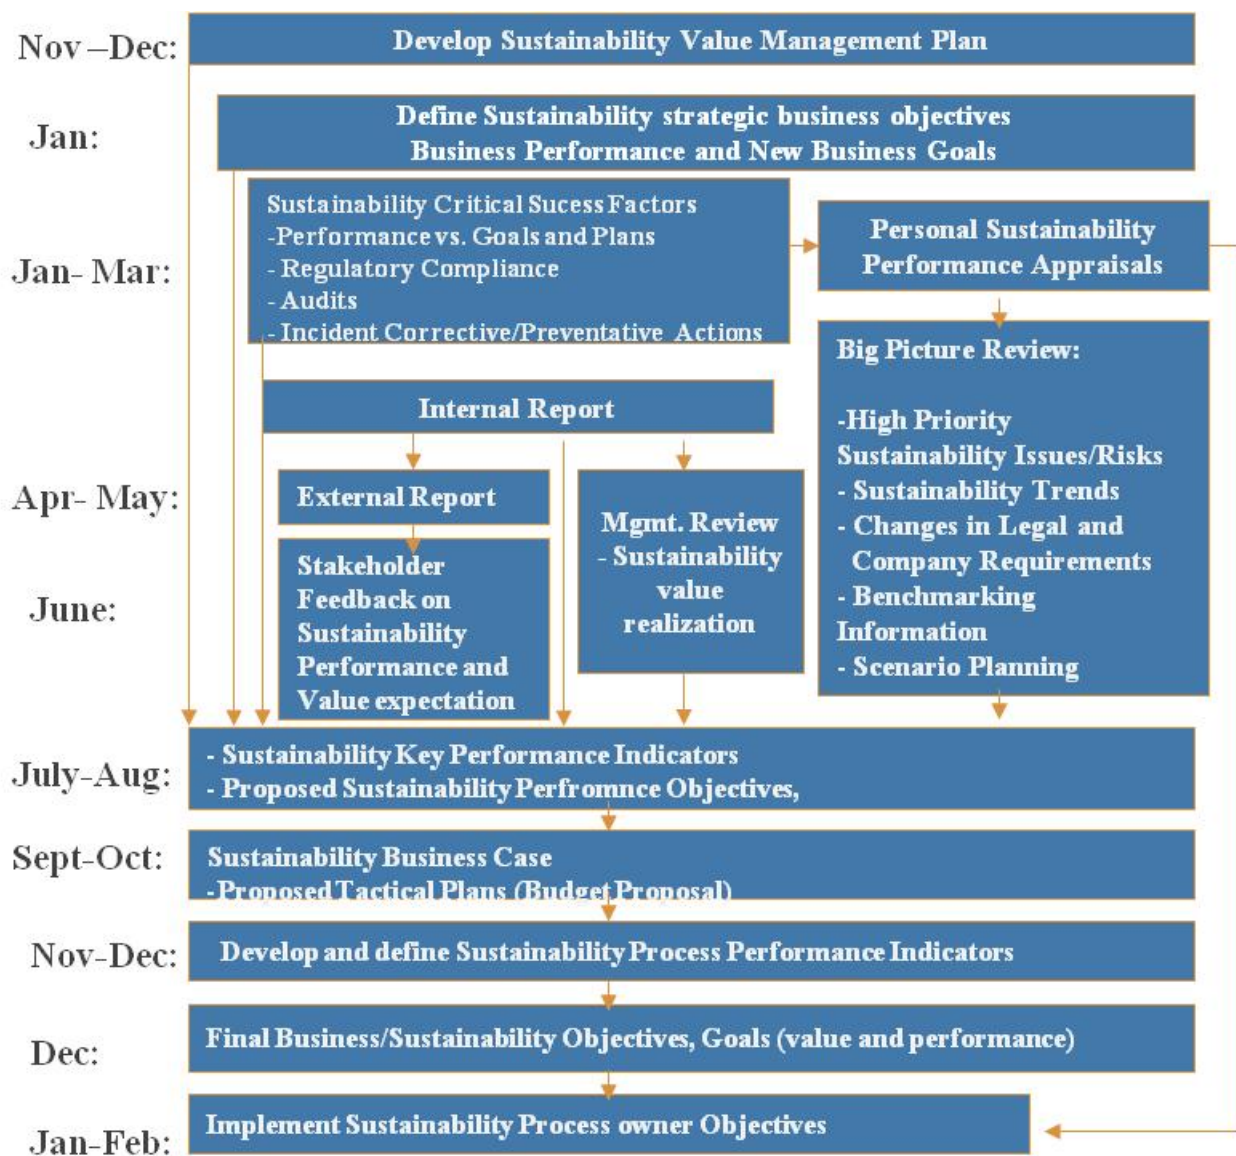 Nov –Dec:
Develop Sustainability Value Management Plan
Jan:
Define Sustainability strategic business objectives
Business Performance and New Business Goals
Jan- Mar:
Sustainability Critical Sucess Factors
-Performance vs. Goals and Plans
- Regulatory Compliance
- Audits
- Incident Corrective/Preventative Actions
Personal Sustainability
Performance Appraisals
Big Picture Review:
-High Priority
Sustainability Issues/Risks
- Sustainability Trends
- Changes in Legal and
Company Requirements
- Benchmarking
Information
- Scenario Planning
Internal Report
Apr- May:
External Report
Mgmt. Review
- Sustainability
value
realization
June:
Stakeholder
Feedback on
Sustainability
Performance and
Value expectation
July-Aug:
- Sustainability Key Performance Indicators
- Proposed Sustainability Perfromnce Objectives,
Sept-Oct:
Sustainability Business Case
-Proposed Tactical Plans (Budget Proposal)
Nov-Dec:
Develop and define Sustainability Process Performance Indicators
Dec:
Final Business/Sustainability Objectives, Goals (value and performance)
Jan-Feb:
Implement Sustainability Process owner Objectives